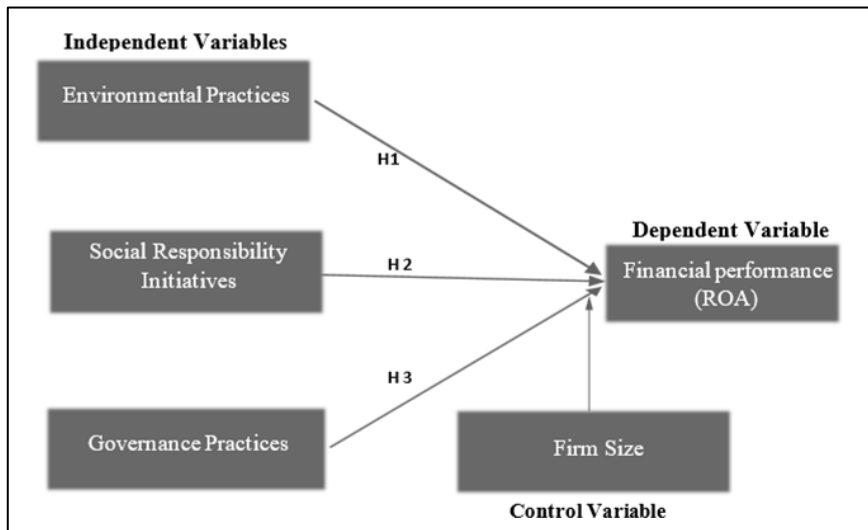 Independent Variables
Environmental Practices
H1
Social Responsibility
Initiatives
H2
Dependent Variable
Financial performance
(ROA)
H3
Governance Practices
Firm Size
Control Variable